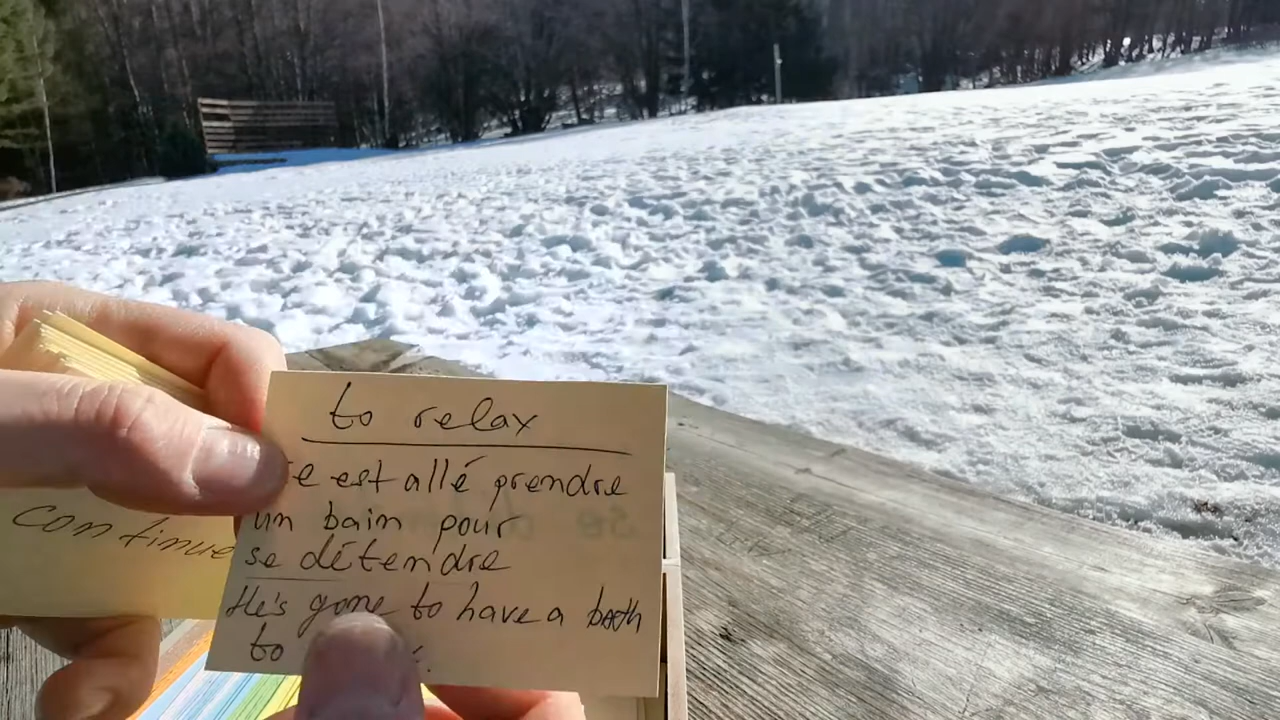 to relax
e est allé prendre
un bain pour
se détendre
He's gone to have a bath
to
continue